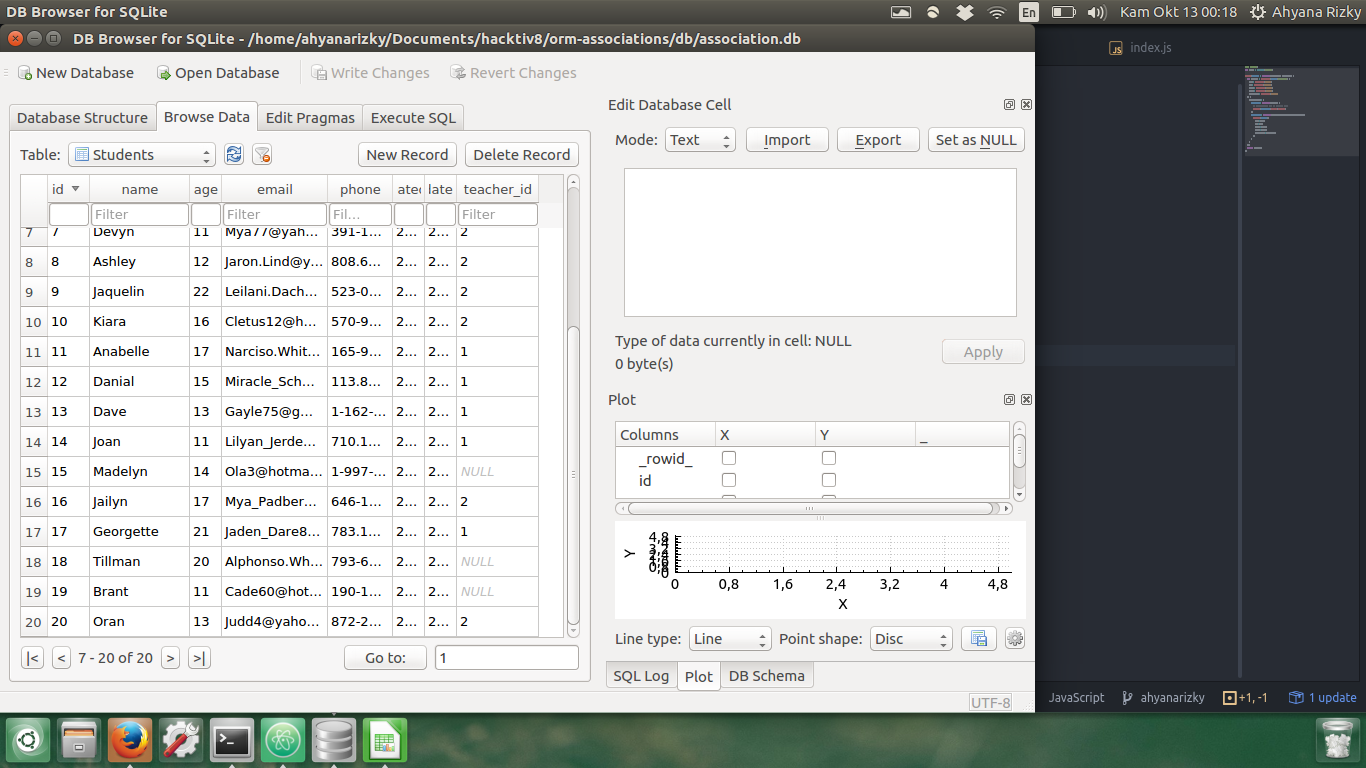 DB Browser for SQLite En Kam Okt 13 00:18 Ahyana Rizky
DB Browser for SQLite - /home/ahyanarizky/Documents/hacktiv8/orm-associations/db/association.db
index.js
New Database Open Database Write Changes Revert Changes
Database Structure Browse Data Edit Pragmas Execute SQL
Table: Students New Record Delete Record
id name age email phone ated late teacher_id
Filter Filter Fil... Filter
7 7 Devyn 11 Mya77@yah... 391-1... 2... 2... 2
8 8 Ashley 12 Jaron.Lind@y... 808.6... 2... 2... 2
9 9 Jaquelin 22 Leilani.Dach... 523-0... 2... 2... 2
10 10 Kiara 16 Cletus12@h... 570-9... 2... 2... 2
11 11 Anabelle 17 Narciso.Whit... 165-9... 2... 2... 1
12 12 Danial 15 Miracle_Sch... 113.8... 2... 2... 1
13 13 Dave 13 Gayle75@g... 1-162-... 2... 2... 1
14 14 Joan 11 Lilyan_Jerde... 710.1... 2... 2... 1
15 15 Madelyn 14 Ola3@hotma... 1-997-... 2... 2... NULL
16 16 Jailyn 17 Mya_Padber... 646-1... 2... 2... 2
17 17 Georgette 21 Jaden_Dare8... 783.1... 2... 2... 1
18 18 Tillman 20 Alphonso.Wh... 793-6... 2... 2... NULL
19 19 Brant 11 Cade60@hot... 190-1... 2... 2... NULL
20 20 Oran 13 Judd4@yaho... 872-2... 2... 2... 2
|< < 7 - 20 of 20 > >| Go to: 1
Edit Database Cell
Mode: Text Import Export Set as NULL
Type of data currently in cell: NULL
0 byte(s)
Apply
Plot
Columns X Y _
_rowid_
id
Y
4,8
4
3,2
2,4
1,6
0,8
0
0 0,8 1,6 2,4 3,2 4 4,8
X
Line type: Line Point shape: Disc
SQL Log Plot DB Schema
UTF-8
JavaScript ahyanarizky +1, -1 1 update